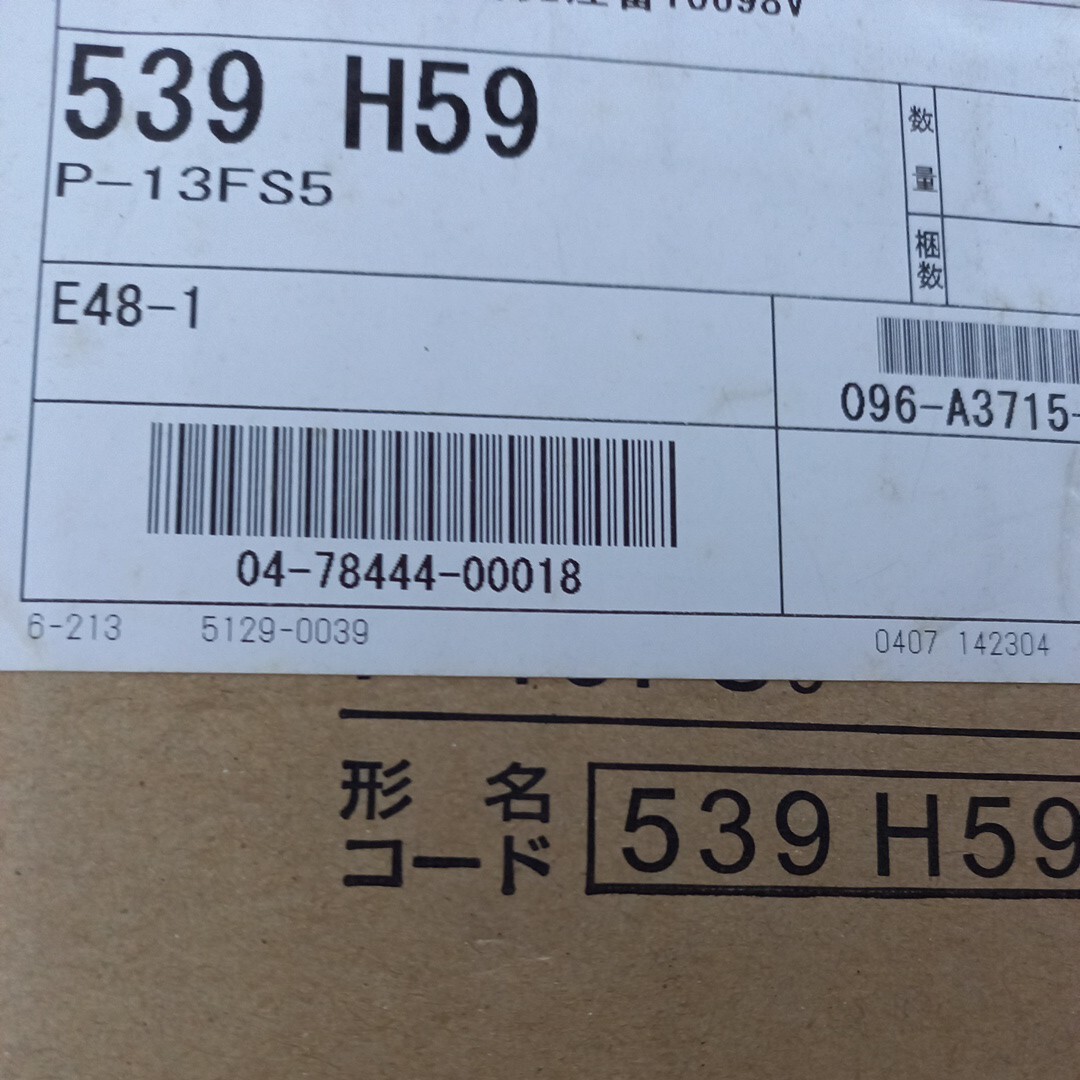 539 H59
P-13FS5
数量
梱数
E48-1
096-A3715-
04-78444-00018
6-213 5129-0039 0407 142304
形名
コード
539 H59